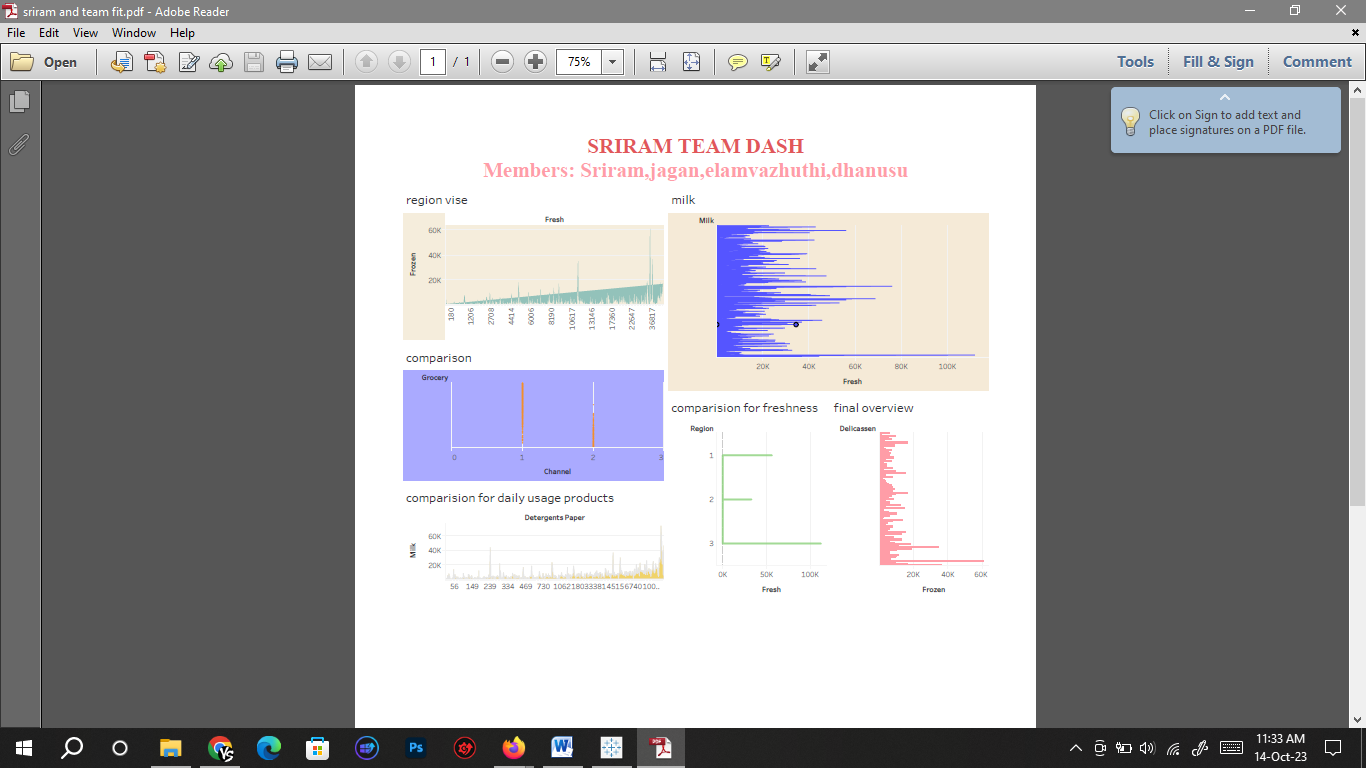 sriram and team fit.pdf - Adobe Reader
File Edit View Window Help
Open
1 / 1
75%
Tools Fill & Sign Comment
Click on Sign to add text and
place signatures on a PDF file.
SRIRAM TEAM DASH
Members: Sriram,jagan,elamvazhuthi,dhanusu
region vise
Fresh
Frozen
60K
40K
20K
180 1206 2708 4414 6006 8190 10617 13146 17360 22647 36817
milk
Milk
20K 40K 60K 80K 100K
Fresh
comparison
Grocery
0 1 2 3
Channel
comparision for freshness
Region
1
2
3
0K 50K 100K
Fresh
final overview
Delicassen
20K 40K 60K
Frozen
comparision for daily usage products
Detergents Paper
Milk
60K
40K
20K
56 149 239 334 469 730
Ps
W
11:33 AM
14-Oct-23